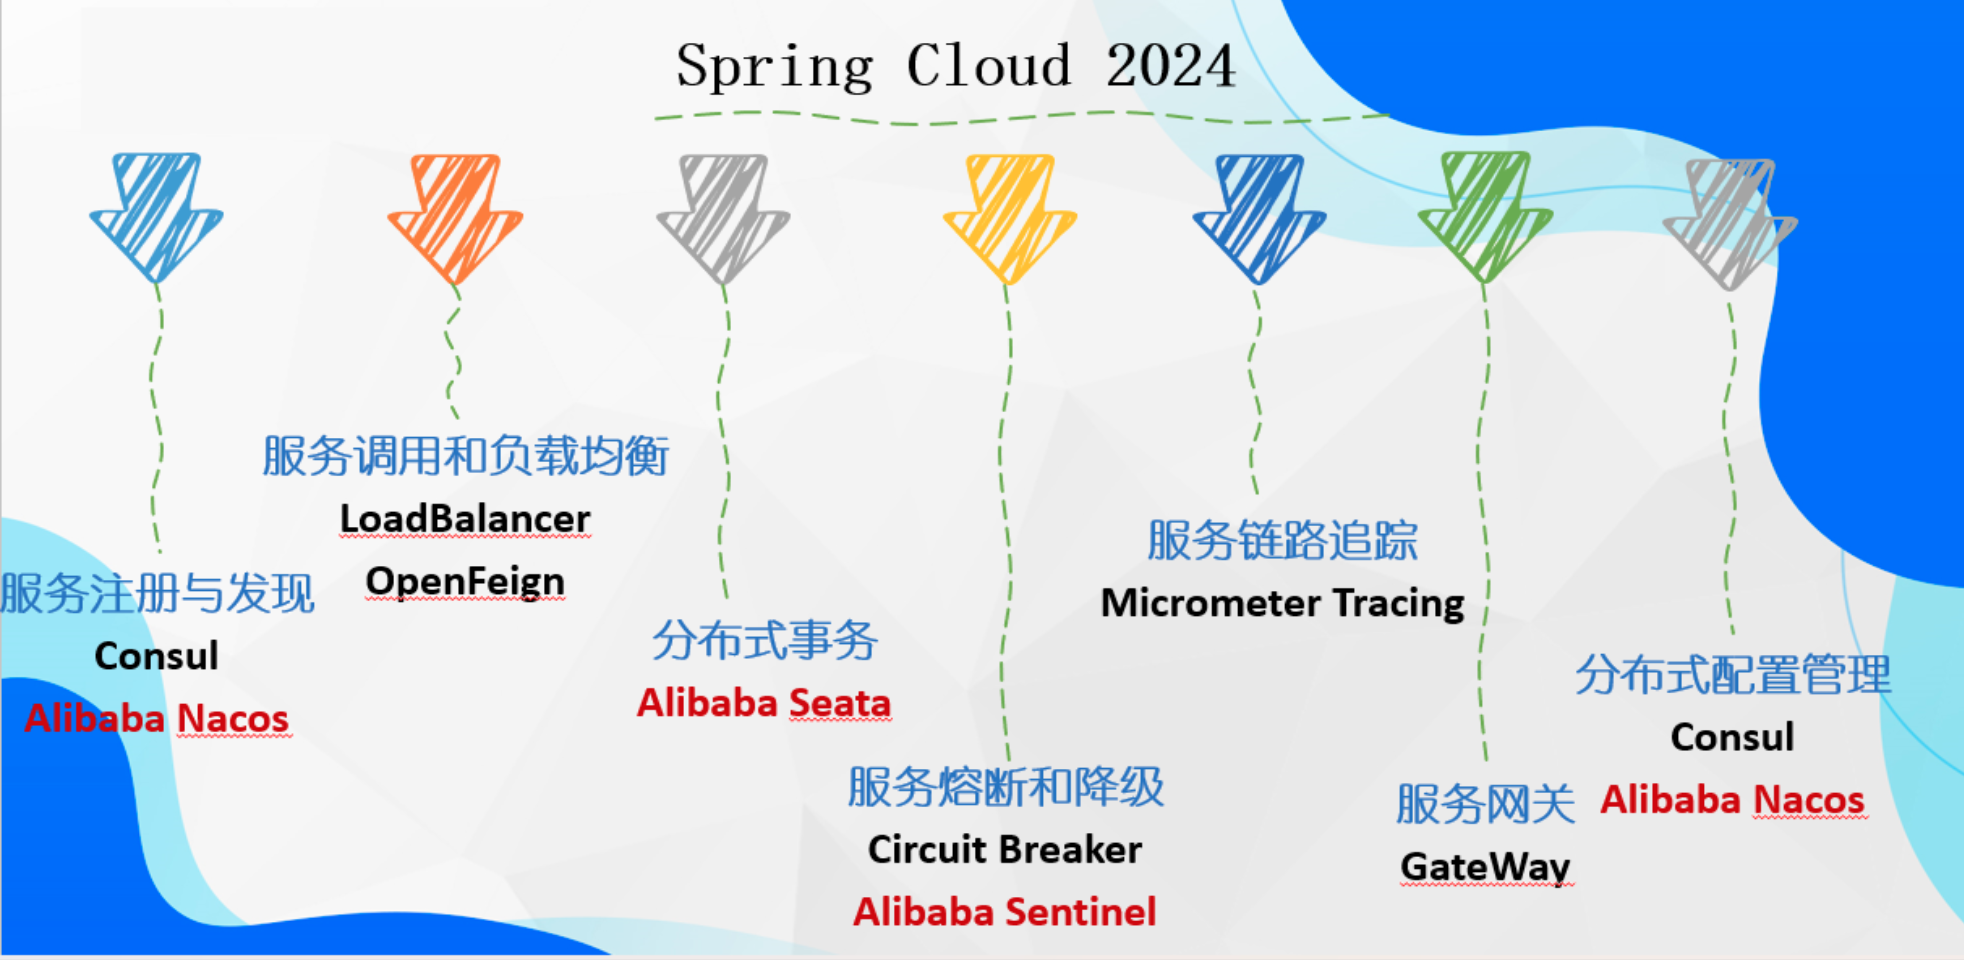 Spring Cloud 2024
服务注册与发现
Consul
Alibaba Nacos
服务调用和负载均衡
LoadBalancer
OpenFeign
分布式事务
Alibaba Seata
服务熔断和降级
Circuit Breaker
Alibaba Sentinel
服务链路追踪
Micrometer Tracing
服务网关
GateWay
分布式配置管理
Consul
Alibaba Nacos